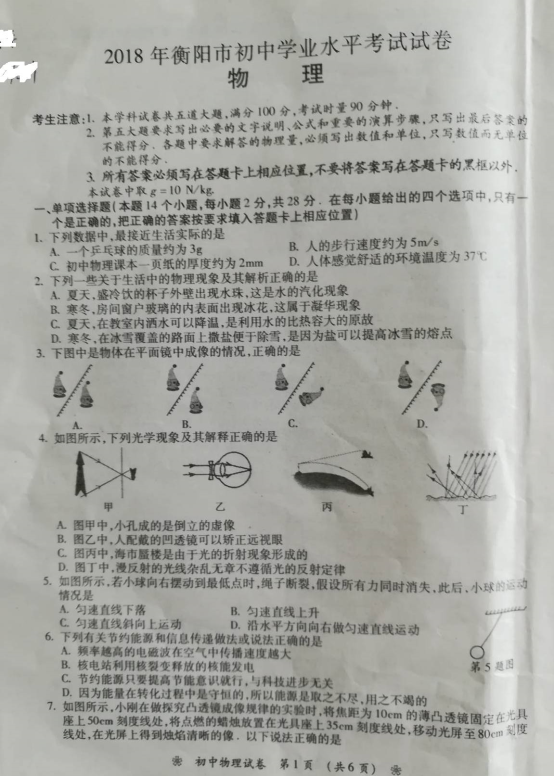 2018 年衡阳市初中学业水平考试试卷
物 理
考生注意:1. 本学科试卷共五道大题,满分 100 分,考试时量 90 分钟.
2. 第五大题要求写出必要的文字说明、公式和重要的演算步骤,只写出最后答案的
不能得分. 各题中要求解答的物理量,必须写出数值和单位,只写数值而无单位
的不能得分.
3. 所有答案必须写在答题卡上相应位置,不要将答案写在答题卡的黑框以外.
本试卷中取 g=10 N/kg.
一、单项选择题(本题 14 个小题,每小题 2 分,共 28 分. 在每小题给出的四个选项中,只有一
个是正确的,把正确的答案按要求填入答题卡上相应位置)
1. 下列数据中,最接近生活实际的是
A. 一个乒乓球的质量约为 3g B. 人的步行速度约为 5m/s
C. 初中物理课本一页纸的厚度约为 2mm D. 人体感觉舒适的环境温度为 37℃
2. 下列一些关于生活中的物理现象及其解析正确的是
A. 夏天,盛冷饮的杯子外壁出现水珠,这是水的汽化现象
B. 寒冬,房间窗户玻璃的内表面出现冰花,这属于凝华现象
C. 夏天,在教室内洒水可以降温,是利用水的比热容大的原故
D. 寒冬,在冰雪覆盖的路面上撒盐便于除雪,是因为盐可以提高冰雪的熔点
3. 下图中是物体在平面镜中成像的情况,正确的是
A. B. C. D.
4. 如图所示,下列光学现象及其解释正确的是
甲 乙 丙 丁
A. 图甲中,小孔成的是倒立的虚像
B. 图乙中,人配戴的凹透镜可以矫正远视眼
C. 图丙中,海市蜃楼是由于光的折射现象形成的
D. 图丁中,漫反射的光线杂乱无章不遵循光的反射定律
5. 如图所示,若小球向右摆动到最低点时,绳子断裂,假设所有力同时消失,此后,小球的运动
情况是
A. 匀速直线下落 B. 匀速直线上升
C. 匀速直线斜向上运动 D. 沿水平方向向右做匀速直线运动
6. 下列有关节约能源和信息传递做法或说法正确的是
A. 频率越高的电磁波在空气中传播速度越大
B. 核电站利用核裂变释放的核能发电
第 5 题图
C. 节约能源只要提高节能意识就行,与科技进步无关
D. 因为能量在转化过程中是守恒的,所以能源是取之不尽,用之不竭的
7. 如图所示,小刚在做探究凸透镜成像规律的实验时,将焦距为 10cm 的薄凸透镜固定在光具
座上 50cm 刻度线处,将点燃的蜡烛放置在光具座上 35cm 刻度线处,移动光屏至 80cm 刻度
线处,在光屏上得到烛焰清晰的像. 以下说法正确的是
初中物理试卷 第 1 页 (共 6 页)